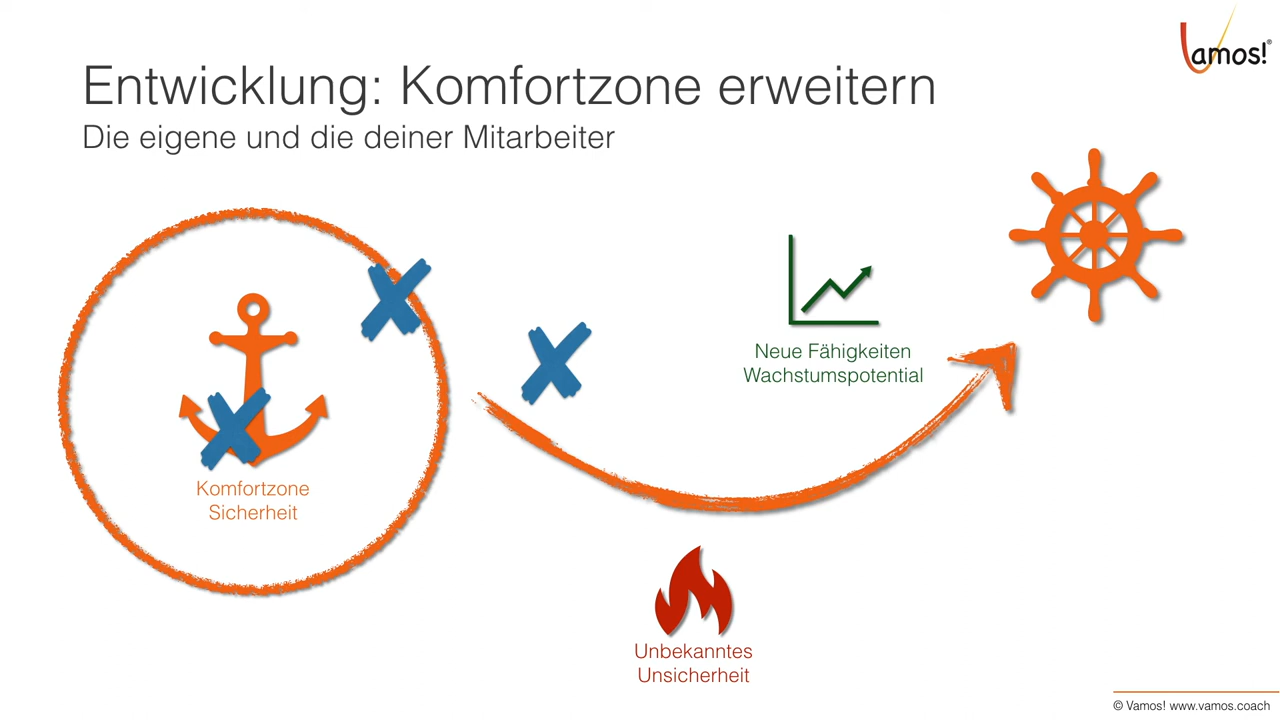 Vamos!®
Entwicklung: Komfortzone erweitern
Die eigene und die deiner Mitarbeiter
Neue Fähigkeiten
Wachstumspotential
Komfortzone
Sicherheit
Unbekanntes
Unsicherheit
© Vamos! www.vamos.coach